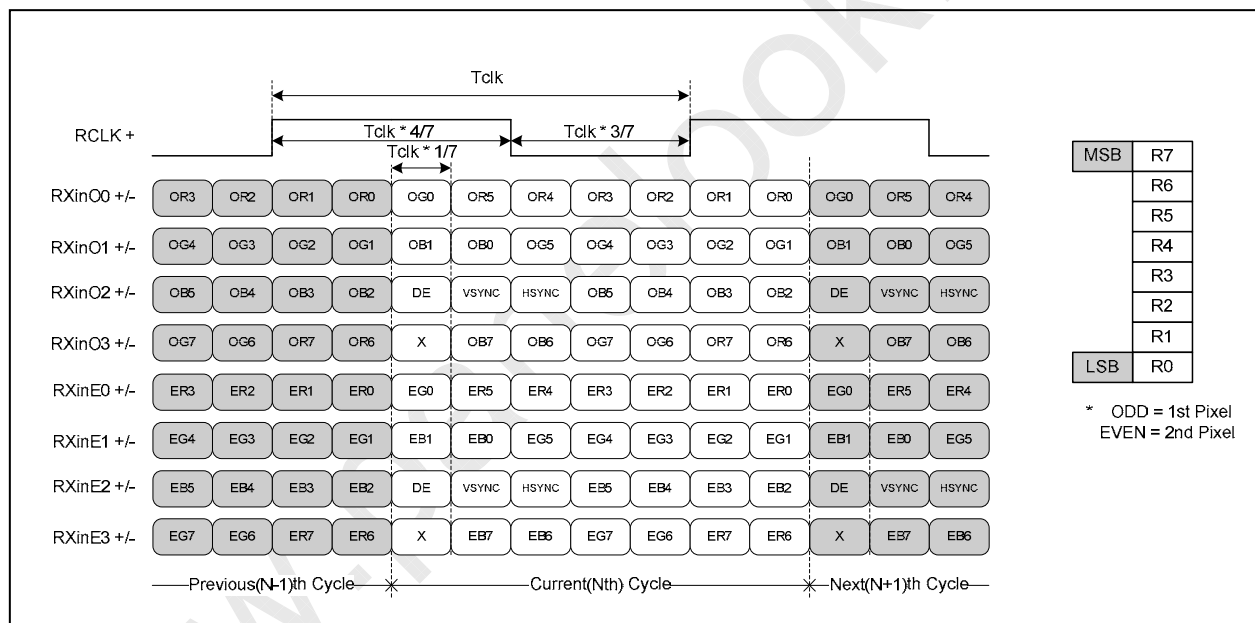 Tclk
RCLK +
Tclk * 4/7
Tclk * 3/7
Tclk * 1/7
RXinO0 +/- OR3 OR2 OR1 OR0 OG0 OR5 OR4 OR3 OR2 OR1 OR0 OG0 OR5 OR4
RXinO1 +/- OG4 OG3 OG2 OG1 OB1 OB0 OG5 OG4 OG3 OG2 OG1 OB1 OB0 OG5
RXinO2 +/- OB5 OB4 OB3 OB2 DE VSYNC HSYNC OB5 OB4 OB3 OB2 DE VSYNC HSYNC
RXinO3 +/- OG7 OG6 OR7 OR6 X OB7 OB6 OG7 OG6 OR7 OR6 X OB7 OB6
RXinE0 +/- ER3 ER2 ER1 ER0 EG0 ER5 ER4 ER3 ER2 ER1 ER0 EG0 ER5 ER4
RXinE1 +/- EG4 EG3 EG2 EG1 EB1 EB0 EG5 EG4 EG3 EG2 EG1 EB1 EB0 EG5
RXinE2 +/- EB5 EB4 EB3 EB2 DE VSYNC HSYNC EB5 EB4 EB3 EB2 DE VSYNC HSYNC
RXinE3 +/- EG7 EG6 ER7 ER6 X EB7 EB6 EG7 EG6 ER7 ER6 X EB7 EB6
Previous(N-1)th Cycle Current(Nth) Cycle Next(N+1)th Cycle
MSB R7
R6
R5
R4
R3
R2
R1
LSB R0
* ODD = 1st Pixel
EVEN = 2nd Pixel